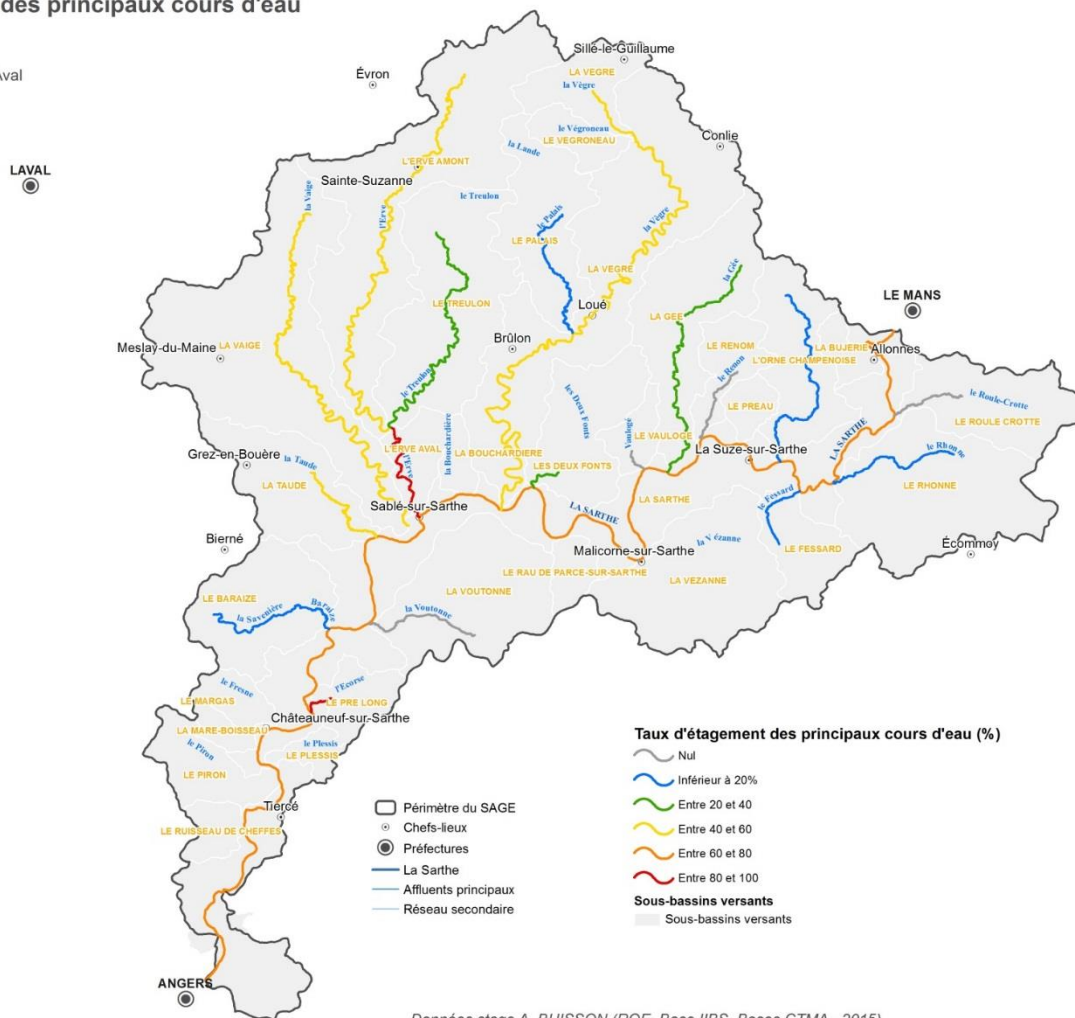 des principaux cours d'eau
Aval
Sillé-le-Guillaume
Évron
LA VEGRE
la Vègre
le Végroneau
LE VEGRONEAU
Conlie
la Lande
LAVAL
L'ERVE AMONT
Sainte-Suzanne
la Vaige
le Treulon
l'Erve
le Palais
la Vègre
LE PALAIS
LA VEGRE
la Gée
LE MANS
LE TREULON
Loué
LA GEE
Brûlon
Meslay-du-Maine
LA VAIGE
LE RENOM
LA BUJERIE
Allonnes
L'ORNE CHAMPENOISE
le Renon
le Treulon
les Deux Fonts
LE PREAU
le Roule-Crotte
LE ROULE CROTTE
la Bouchardière
Vaulogé
LE VAULOGE
LA SARTHE
L'ERVE AVAL
LA BOUCHARDIERE
La Suze-sur-Sarthe
le Rhonne
Grez-en-Bouère
la Taude
l'Erve
LES DEUX FONTS
LA TAUDE
LE RHONNE
Sablé-sur-Sarthe
LA SARTHE
LA SARTHE
le Fessard
Bierné
Malicorne-sur-Sarthe
la Vézanne
LE FESSARD
Écommoy
LE RAU DE PARCE-SUR-SARTHE
LA VEZANNE
LA VOUTONNE
LE BARAIZE
la Savenière
Baraize
la Voutonne
le Fresne
l'Ecorse
LE MARGAS
LE PRE LONG
Châteauneuf-sur-Sarthe
LA MARE-BOISSEAU
le Piron
le Plessis
LE PLESSIS
LE PIRON
Tiercé
LE RUISSEAU DE CHEFFES
ANGERS
Périmètre du SAGE
Chefs-lieux
Préfectures
La Sarthe
Affluents principaux
Réseau secondaire
Taux d'étagement des principaux cours d'eau (%)
Nul
Inférieur à 20%
Entre 20 et 40
Entre 40 et 60
Entre 60 et 80
Entre 80 et 100
Sous-bassins versants
Sous-bassins versants